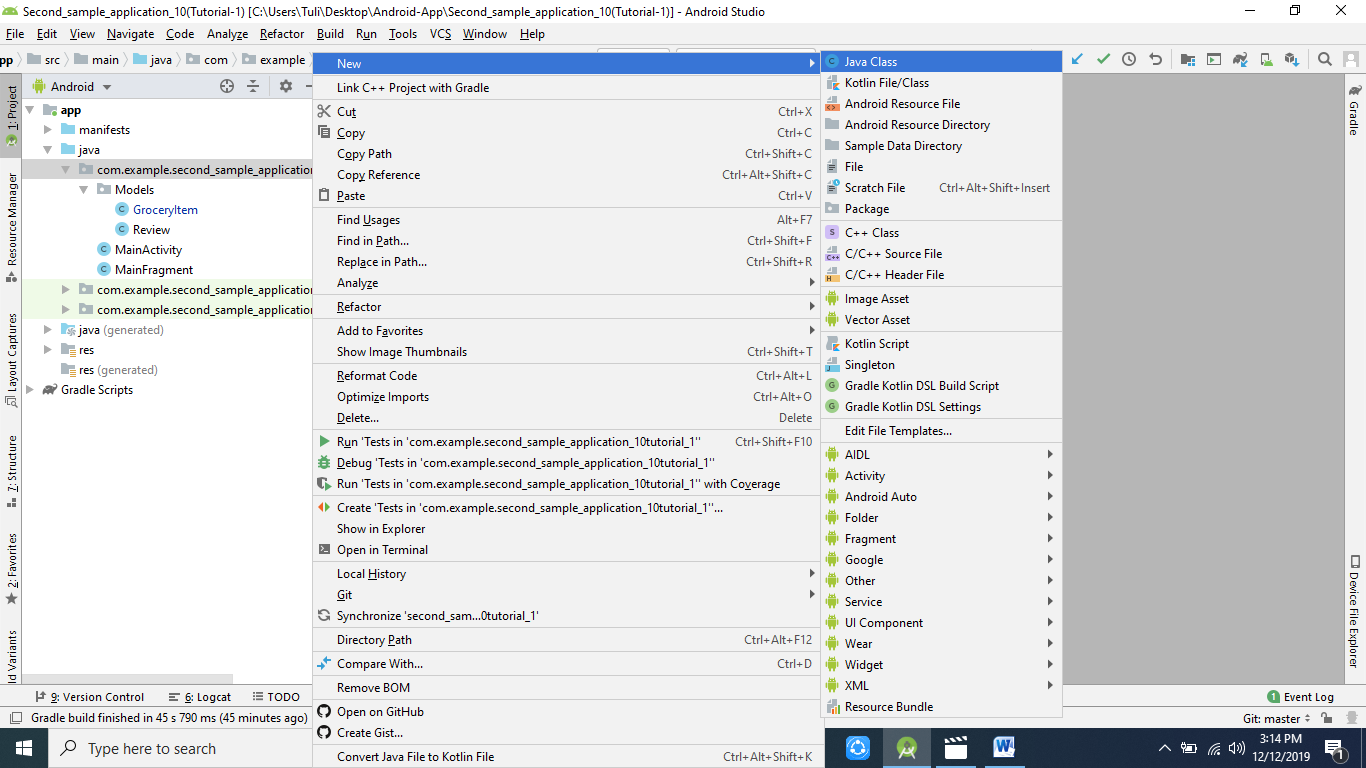 Second_sample_application_10(Tutorial-1) [C:\Users\Tuli\Desktop\Android-App\Second_sample_application_10(Tutorial-1)] - Android Studio
File Edit View Navigate Code Analyze Refactor Build Run Tools VCS Window Help
pp src main java com example
Android
app
manifests
java
com.example.second_sample_application
Models
GroceryItem
Review
MainActivity
MainFragment
com.example.second_sample_application
com.example.second_sample_application
java (generated)
res
res (generated)
Gradle Scripts
1: Project
Resource Manager
Layout Captures
7: Structure
2: Favorites
ld Variants
New
Link C++ Project with Gradle
Cut Ctrl+X
Copy Ctrl+C
Copy Path Ctrl+Shift+C
Copy Reference Ctrl+Alt+Shift+C
Paste Ctrl+V
Find Usages Alt+F7
Find in Path... Ctrl+Shift+F
Replace in Path... Ctrl+Shift+R
Analyze
Refactor
Add to Favorites
Show Image Thumbnails Ctrl+Shift+T
Reformat Code Ctrl+Alt+L
Optimize Imports Ctrl+Alt+O
Delete... Delete
Run 'Tests in 'com.example.second_sample_application_10tutorial_1'' Ctrl+Shift+F10
Debug 'Tests in 'com.example.second_sample_application_10tutorial_1''
Run 'Tests in 'com.example.second_sample_application_10tutorial_1'' with Coverage
Create 'Tests in 'com.example.second_sample_application_10tutorial_1''...
Show in Explorer
Open in Terminal
Local History
Git
Synchronize 'second_sam...0tutorial_1'
Directory Path Ctrl+Alt+F12
Compare With... Ctrl+D
Remove BOM
Open on GitHub
Create Gist...
Convert Java File to Kotlin File Ctrl+Alt+Shift+K
Java Class
Kotlin File/Class
Android Resource File
Android Resource Directory
Sample Data Directory
File
Scratch File Ctrl+Alt+Shift+Insert
Package
C++ Class
C/C++ Source File
C/C++ Header File
Image Asset
Vector Asset
Kotlin Script
Singleton
Gradle Kotlin DSL Build Script
Gradle Kotlin DSL Settings
Edit File Templates...
AIDL
Activity
Android Auto
Folder
Fragment
Google
Other
Service
UI Component
Wear
Widget
XML
Resource Bundle
Gradle
Device File Explorer
9: Version Control 6: Logcat TODO
1 Event Log
Gradle build finished in 45 s 790 ms (45 minutes ago)
Git: master
Type here to search
3:14 PM
12/12/2019
1